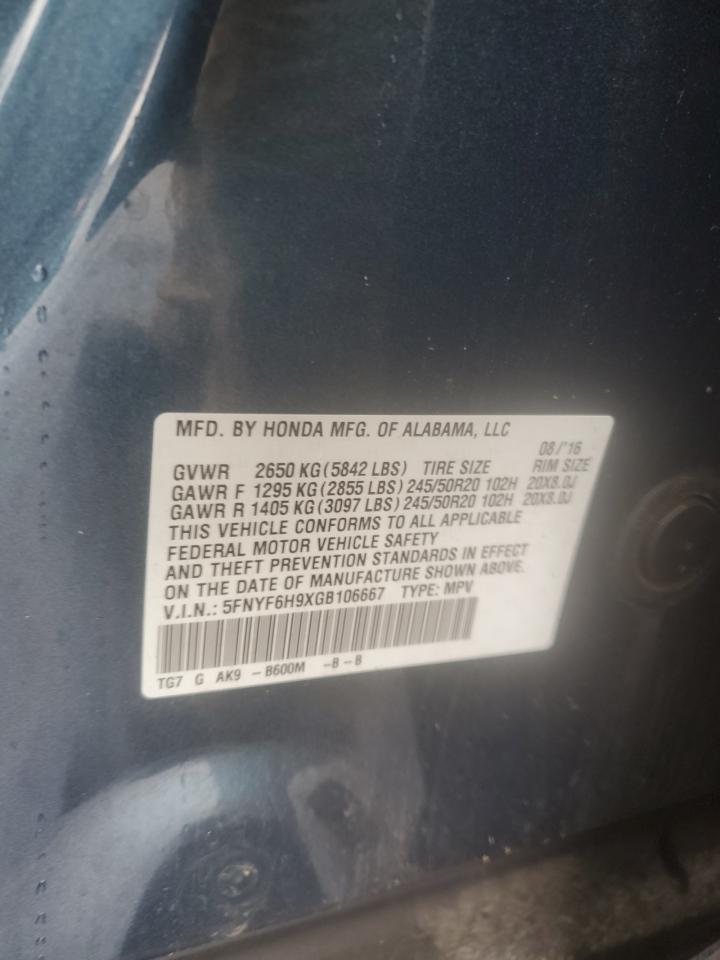 MFD. BY HONDA MFG. OF ALABAMA, LLC
08/'16
GVWR 2650 KG (5842 LBS) TIRE SIZE RIM SIZE
GAWR F 1295 KG (2855 LBS) 245/50R20 102H 20X8.0J
GAWR R 1405 KG (3097 LBS) 245/50R20 102H 20X8.0J
THIS VEHICLE CONFORMS TO ALL APPLICABLE
FEDERAL MOTOR VEHICLE SAFETY
AND THEFT PREVENTION STANDARDS IN EFFECT
ON THE DATE OF MANUFACTURE SHOWN ABOVE.
V.I.N.: 5FNYF6H9XGB106667 TYPE: MPV
TG7 G AK9 -B600M -B-B